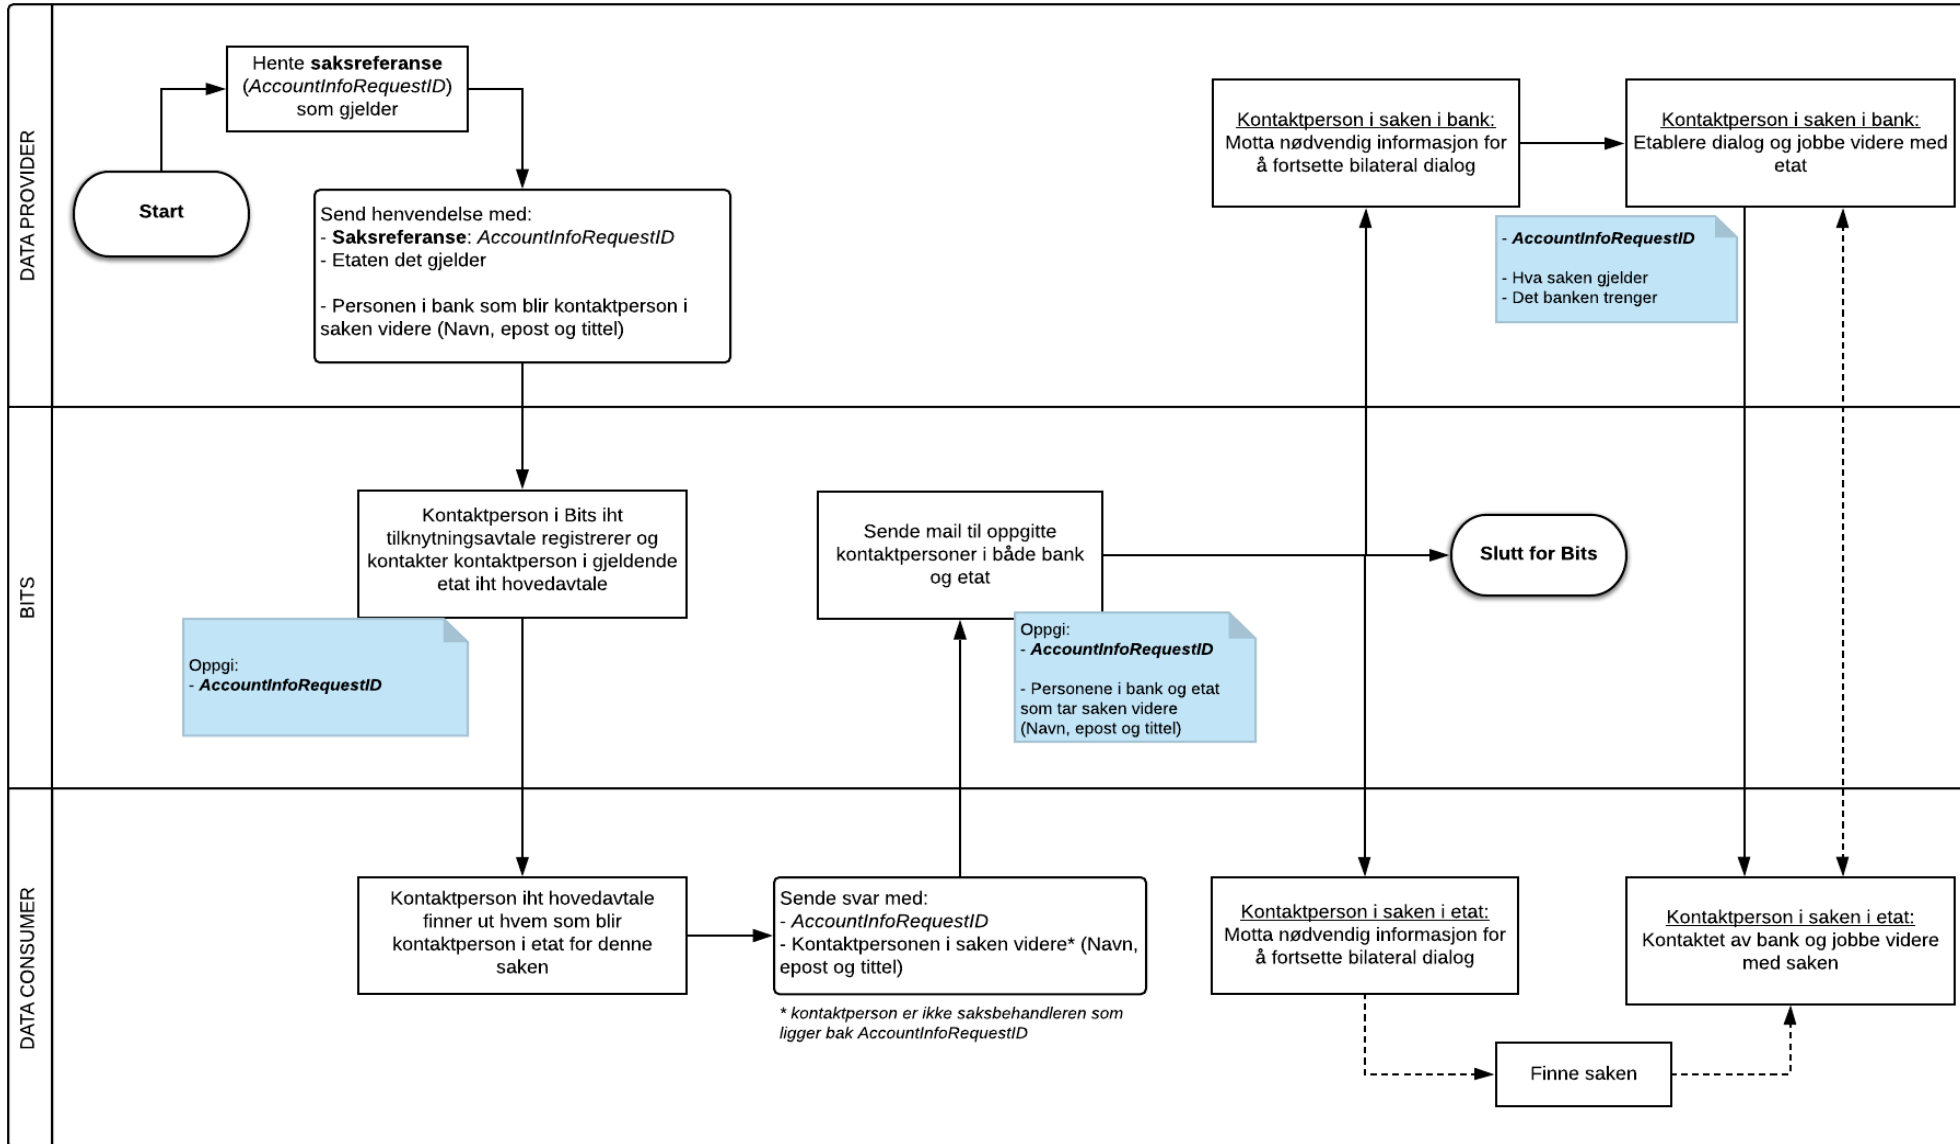 DATA PROVIDER
Start
Hente saksreferanse
(AccountInfoRequestID)
som gjelder
Send henvendelse med:
- Saksreferanse: AccountInfoRequestID
- Etaten det gjelder
- Personen i bank som blir kontaktperson i
saken videre (Navn, epost og tittel)
Kontaktperson i saken i bank:
Motta nødvendig informasjon for
å fortsette bilateral dialog
Kontaktperson i saken i bank:
Etablere dialog og jobbe videre med
etat
- AccountInfoRequestID
- Hva saken gjelder
- Det banken trenger
BITS
Kontaktperson i Bits iht
tilknytningsavtale registrerer og
kontakter kontaktperson i gjeldende
etat iht hovedavtale
Oppgi:
- AccountInfoRequestID
Sende mail til oppgitte
kontaktpersoner i både bank
og etat
Oppgi:
- AccountInfoRequestID
- Personene i bank og etat
som tar saken videre
(Navn, epost og tittel)
Slutt for Bits
DATA CONSUMER
Kontaktperson iht hovedavtale
finner ut hvem som blir
kontaktperson i etat for denne
saken
Sende svar med:
- AccountInfoRequestID
- Kontaktpersonen i saken videre* (Navn,
epost og tittel)
* kontaktperson er ikke saksbehandleren som
ligger bak AccountInfoRequestID
Kontaktperson i saken i etat:
Motta nødvendig informasjon for
å fortsette bilateral dialog
Finne saken
Kontaktperson i saken i etat:
Kontaktet av bank og jobbe videre
med saken